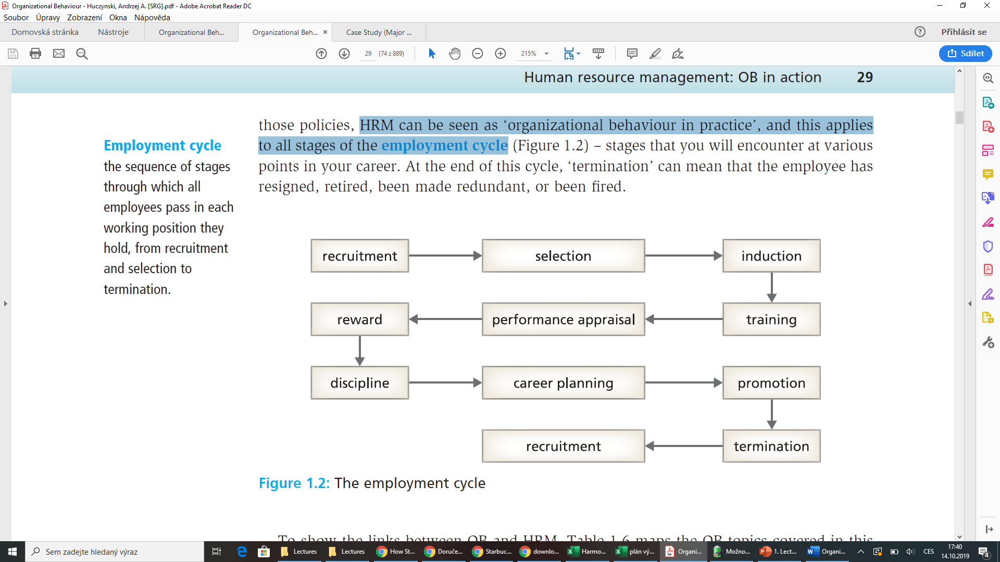 Organizational Behaviour - Huczynski, Andrzej A. [SRG].pdf - Adobe Acrobat Reader DC
Soubor Úpravy Zobrazení Okna Nápověda
Domovská stránka Nástroje Organizational Beh... Organizational Beh... × Case Study (Major ... Přihlásit se
29 (74 z 889) 215% Sdílet
Human resource management: OB in action 29
those policies, HRM can be seen as ‘organizational behaviour in practice’, and this applies
to all stages of the employment cycle (Figure 1.2) – stages that you will encounter at various
points in your career. At the end of this cycle, ‘termination’ can mean that the employee has
resigned, retired, been made redundant, or been fired.
Employment cycle
the sequence of stages
through which all
employees pass in each
working position they
hold, from recruitment
and selection to
termination.
recruitment selection induction
reward performance appraisal training
discipline career planning promotion
recruitment termination
Figure 1.2: The employment cycle
To show the links between OB and HRM, Table 1.6 maps the OB topics covered in this
Sem zadejte hledaný výraz Lectures Lectures How St... Doruče... Starbuc... downlo... Harmo... plán vý... Organi... Možno... 1. Lect... Organi... CES 17:40
14.10.2019 4